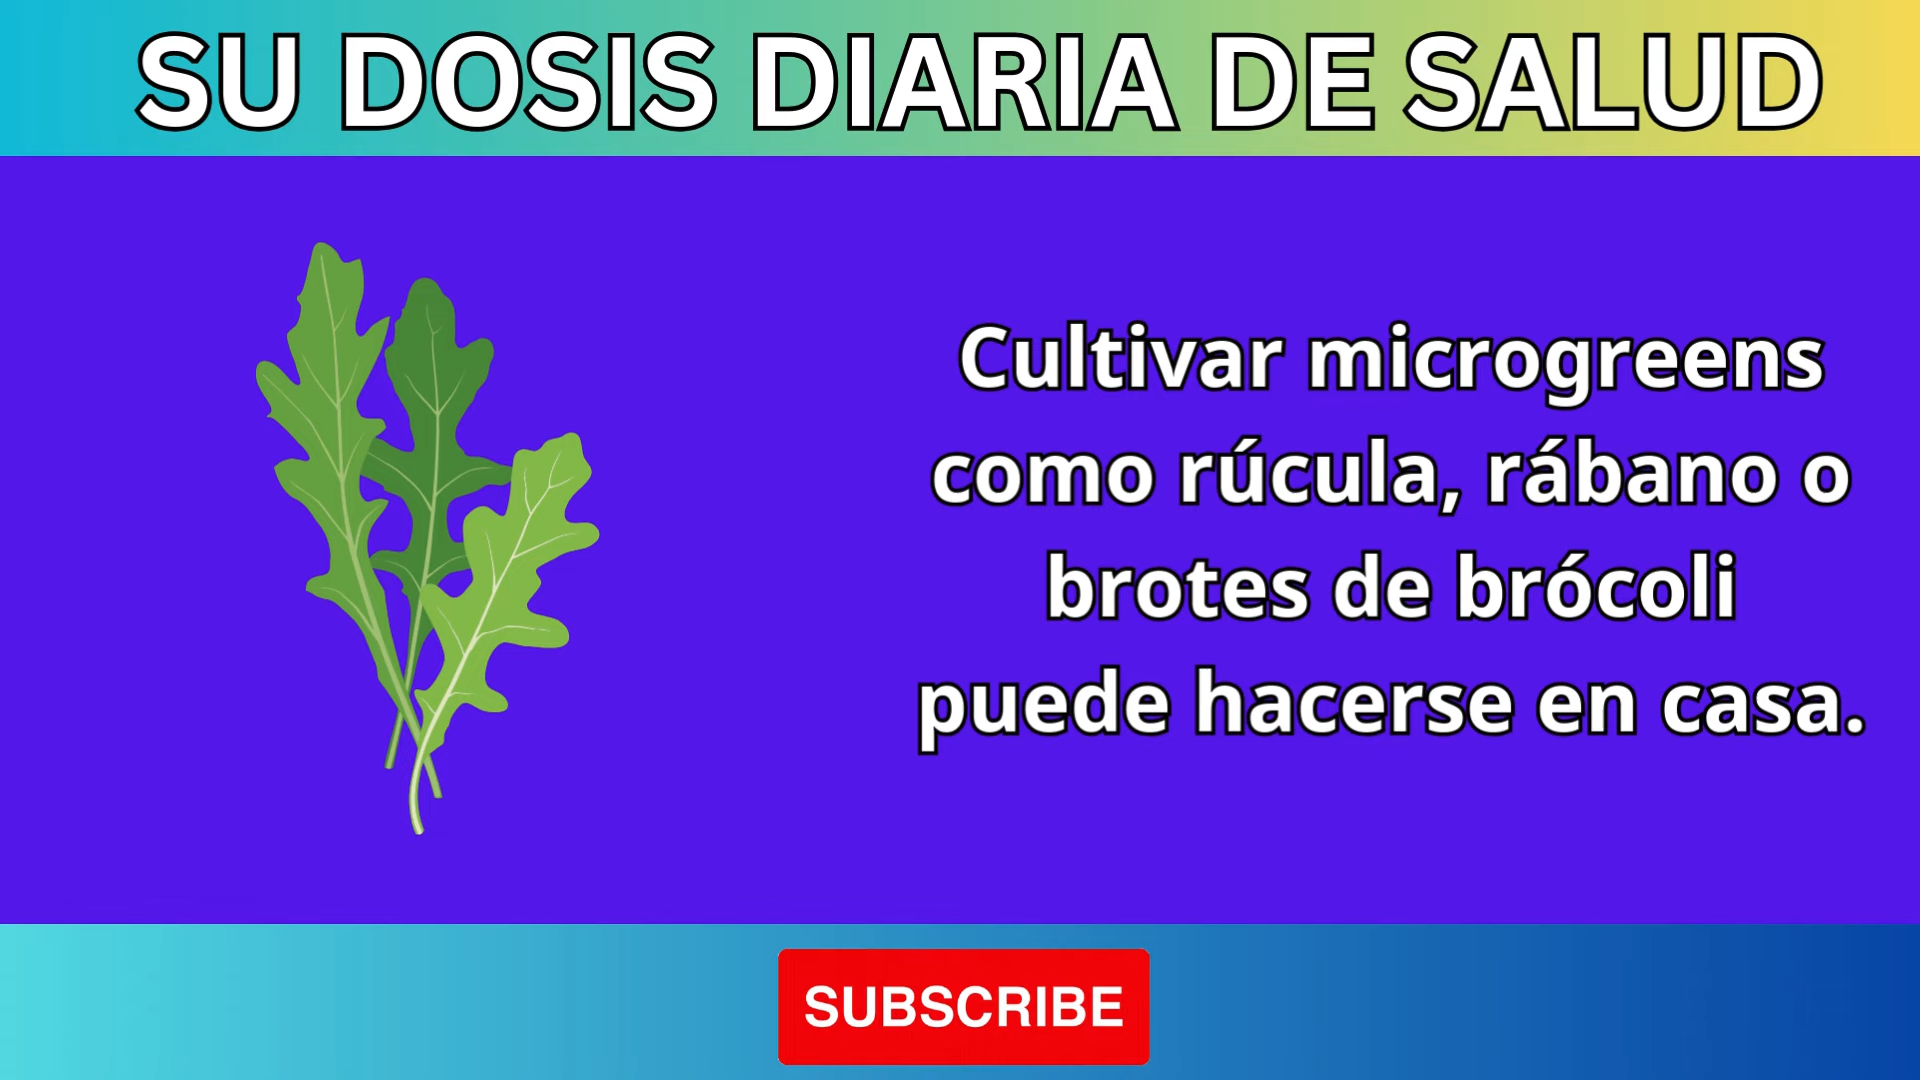 SU DOSIS DIARIA DE SALUD
Cultivar microgreens
como rúcula, rábano o
brotes de brócoli
puede hacerse en casa.
SUBSCRIBE